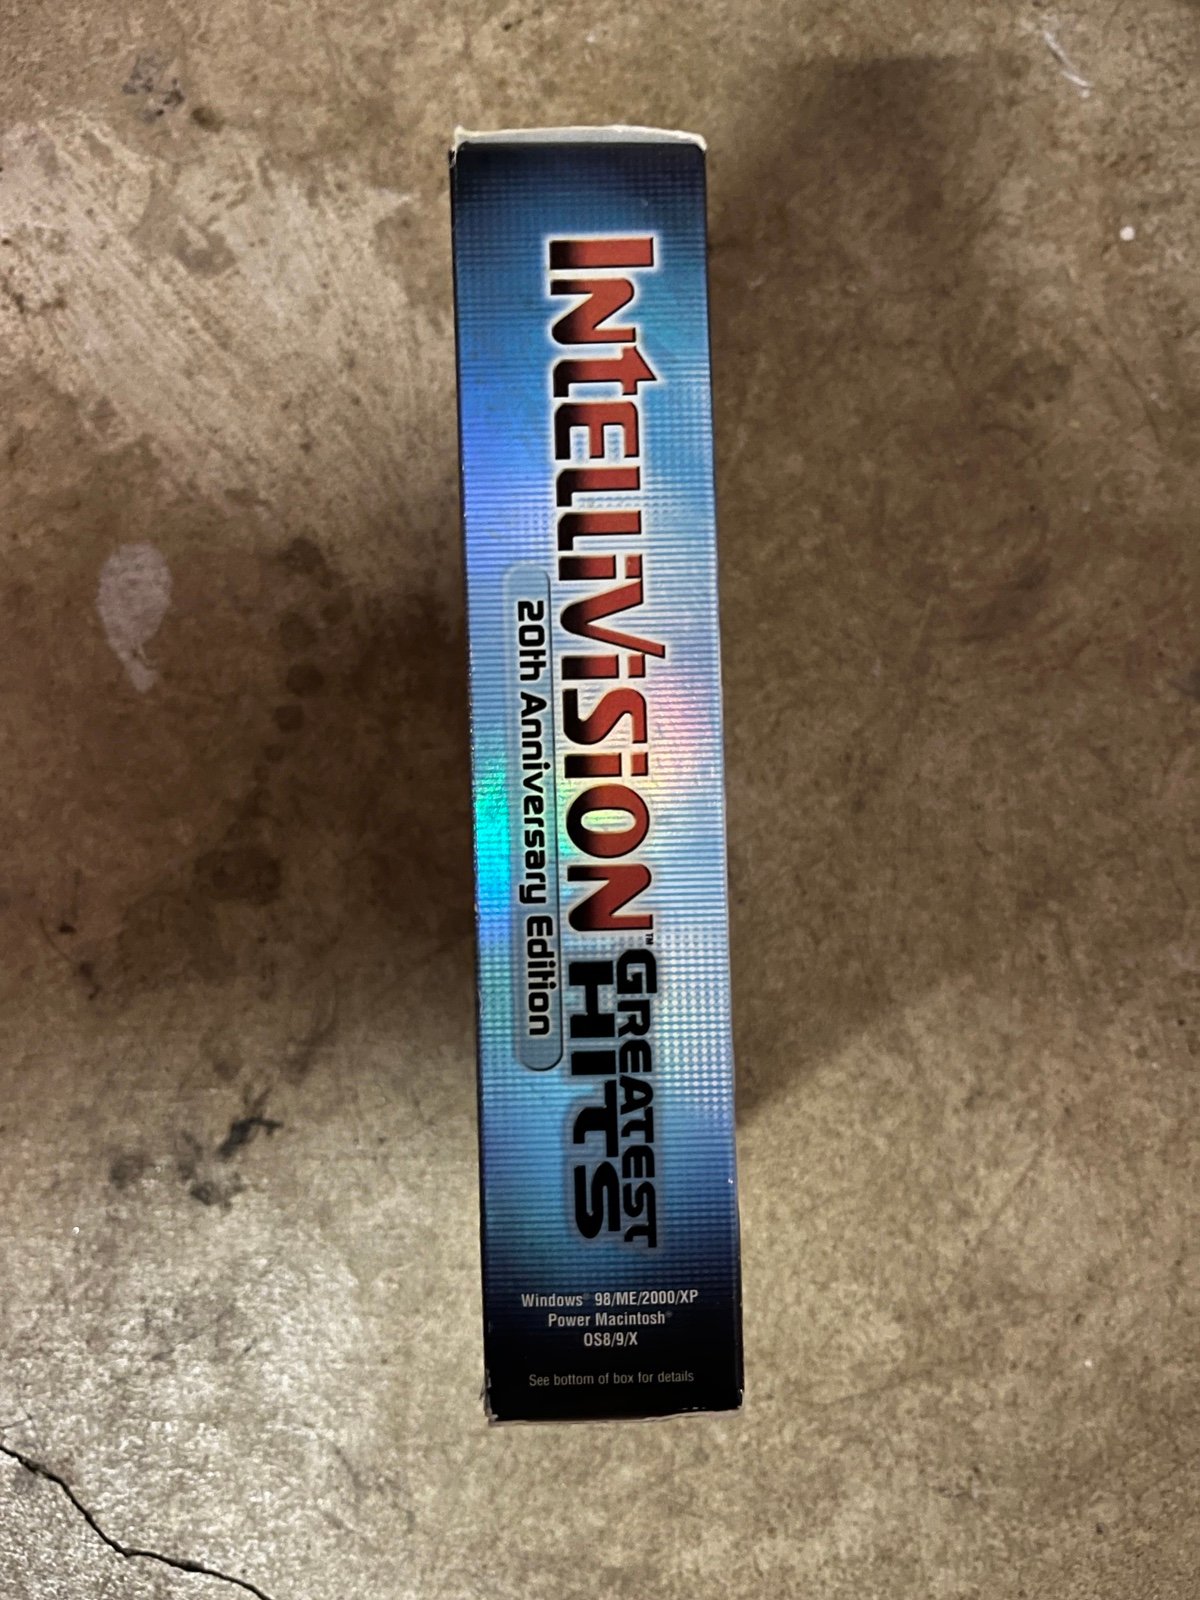 INTELLIVISION™
GREATEST
HITS
20th Anniversary Edition
Windows® 98/ME/2000/XP
Power Macintosh®
OS8/9/X
See bottom of box for details